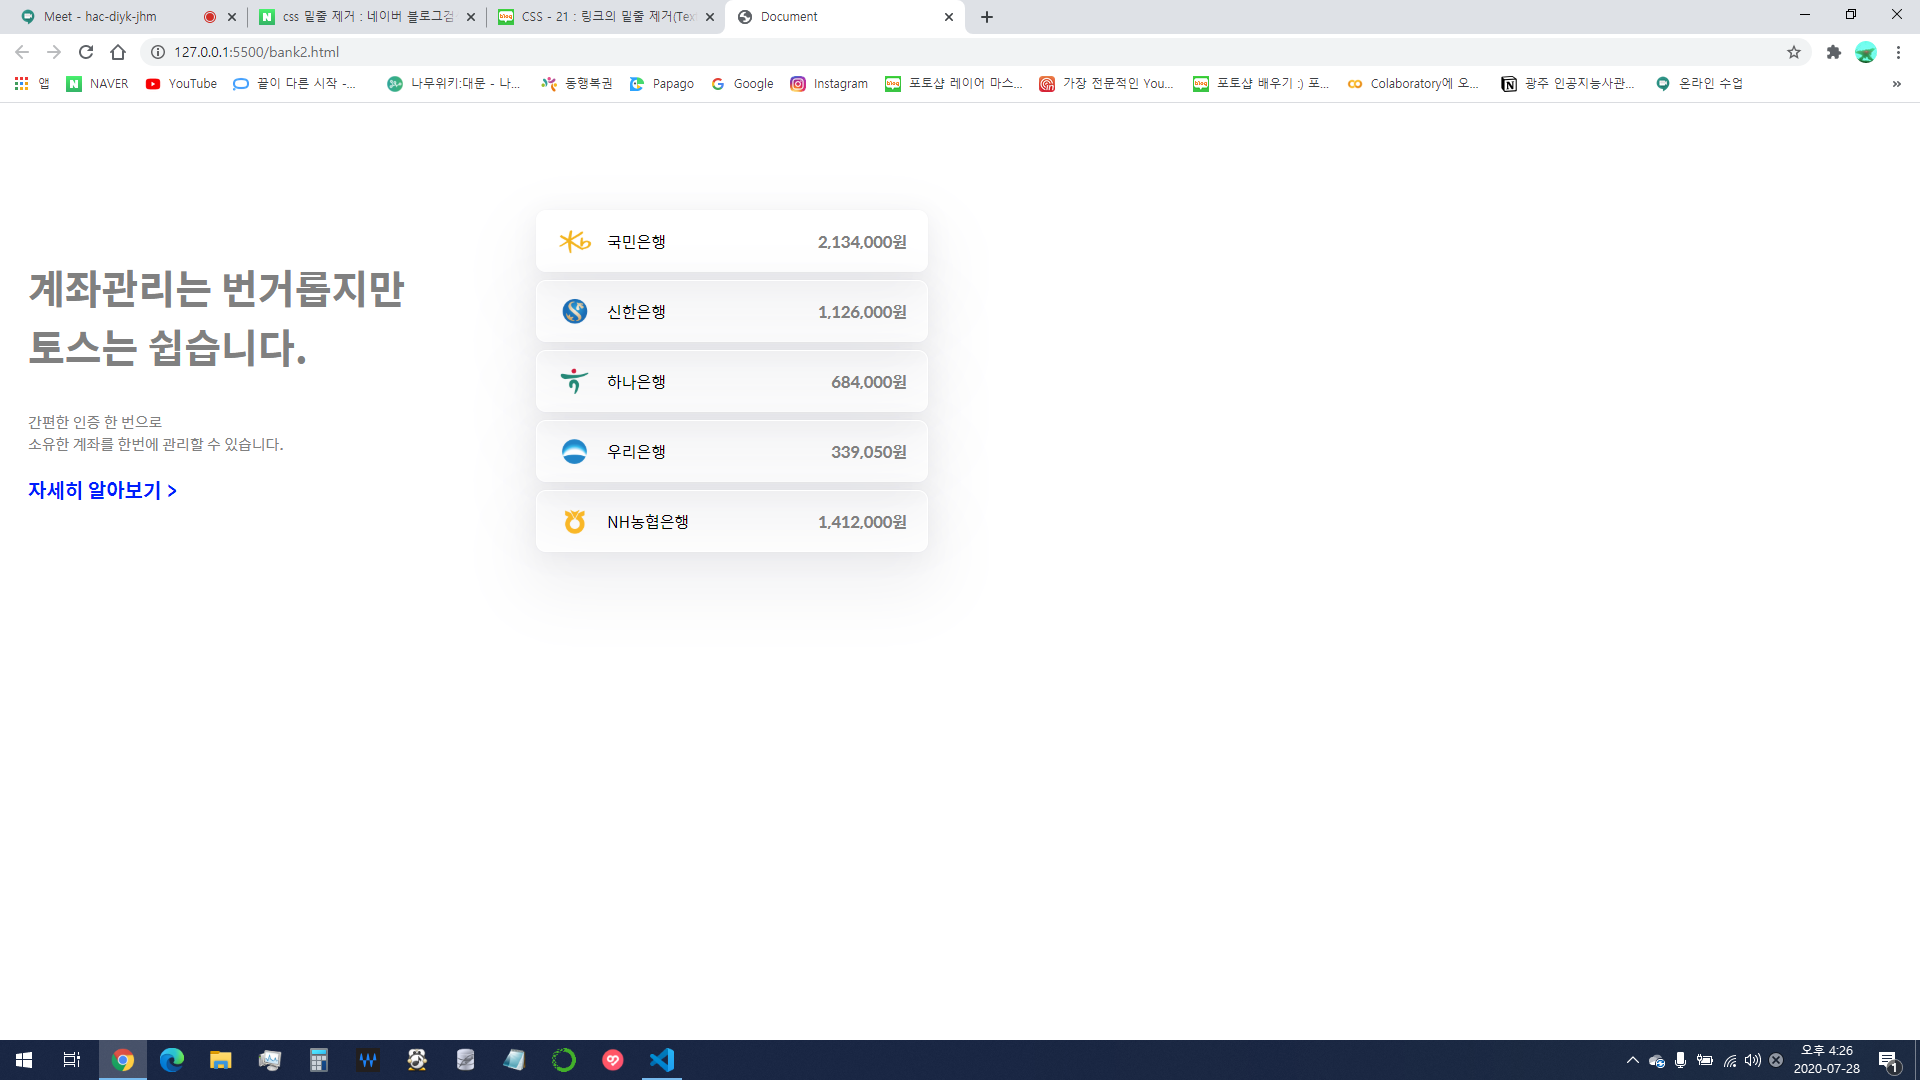 Meet - hac-diyk-jhm
css 밑줄 제거 : 네이버 블로그검
CSS - 21 : 링크의 밑줄 제거(Tex
Document
127.0.0.1:5500/bank2.html
앱
NAVER
YouTube
끝이 다른 시작 -...
나무위키:대문 - 나...
동행복권
Papago
Google
Instagram
포토샵 레이어 마스...
가장 전문적인 You...
포토샵 배우기 :) 포...
Colaboratory에 오...
광주 인공지능사관...
온라인 수업
»
계좌관리는 번거롭지만
토스는 쉽습니다.
간편한 인증 한 번으로
소유한 계좌를 한번에 관리할 수 있습니다.
자세히 알아보기 >
국민은행 2,134,000원
신한은행 1,126,000원
하나은행 684,000원
우리은행 339,050원
NH농협은행 1,412,000원
오후 4:26
2020-07-28
1